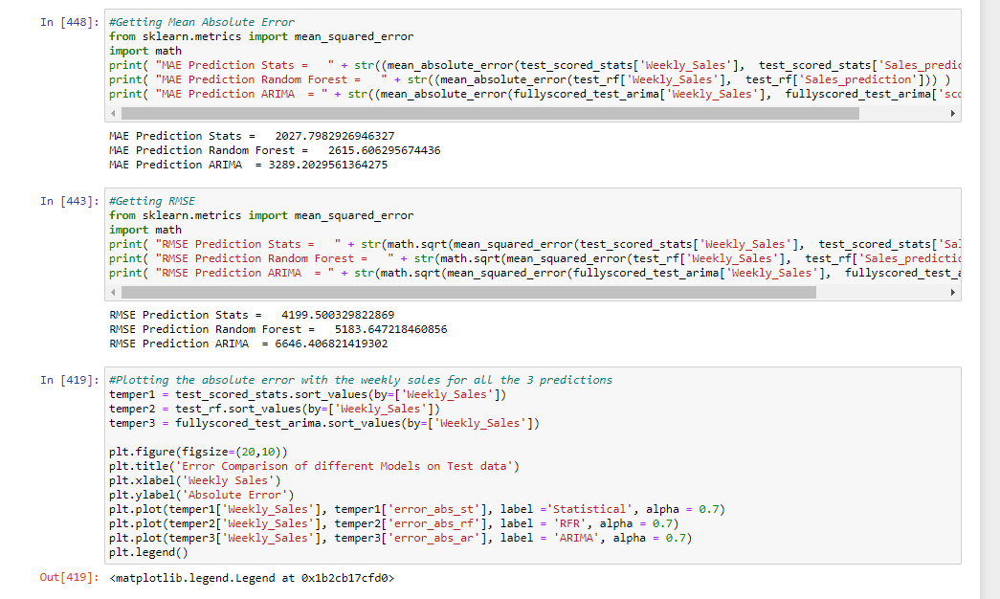 In [448]: #Getting Mean Absolute Error
from sklearn.metrics import mean_squared_error
import math
print( "MAE Prediction Stats =   " + str((mean_absolute_error(test_scored_stats['Weekly_Sales'],  test_scored_stats['Sales_predic
print( "MAE Prediction Random Forest =   " + str((mean_absolute_error(test_rf['Weekly_Sales'],  test_rf['Sales_prediction'])) )
print( "MAE Prediction ARIMA  = " + str((mean_absolute_error(fullyscored_test_arima['Weekly_Sales'],  fullyscored_test_arima['sco
MAE Prediction Stats =   2027.7982926946327
MAE Prediction Random Forest =   2615.606295674436
MAE Prediction ARIMA  = 3289.2029561364275
In [443]: #Getting RMSE
from sklearn.metrics import mean_squared_error
import math
print( "RMSE Prediction Stats =   " + str(math.sqrt(mean_squared_error(test_scored_stats['Weekly_Sales'],  test_scored_stats['Sal
print( "RMSE Prediction Random Forest =   " + str(math.sqrt(mean_squared_error(test_rf['Weekly_Sales'],  test_rf['Sales_predictio
print( "RMSE Prediction ARIMA  = " + str(math.sqrt(mean_squared_error(fullyscored_test_arima['Weekly_Sales'],  fullyscored_test_a
RMSE Prediction Stats =   4199.500329822869
RMSE Prediction Random Forest =   5183.647218460856
RMSE Prediction ARIMA  = 6646.406821419302
In [419]: #Plotting the absolute error with the weekly sales for all the 3 predictions
temper1 = test_scored_stats.sort_values(by=['Weekly_Sales'])
temper2 = test_rf.sort_values(by=['Weekly_Sales'])
temper3 = fullyscored_test_arima.sort_values(by=['Weekly_Sales'])
plt.figure(figsize=(20,10))
plt.title('Error Comparison of different Models on Test data')
plt.xlabel('Weekly Sales')
plt.ylabel('Absolute Error')
plt.plot(temper1['Weekly_Sales'], temper1['error_abs_st'], label ='Statistical', alpha = 0.7)
plt.plot(temper2['Weekly_Sales'], temper2['error_abs_rf'], label = 'RFR', alpha = 0.7)
plt.plot(temper3['Weekly_Sales'], temper3['error_abs_ar'], label = 'ARIMA', alpha = 0.7)
plt.legend()
Out[419]: <matplotlib.legend.Legend at 0x1b2cb17cfd0>